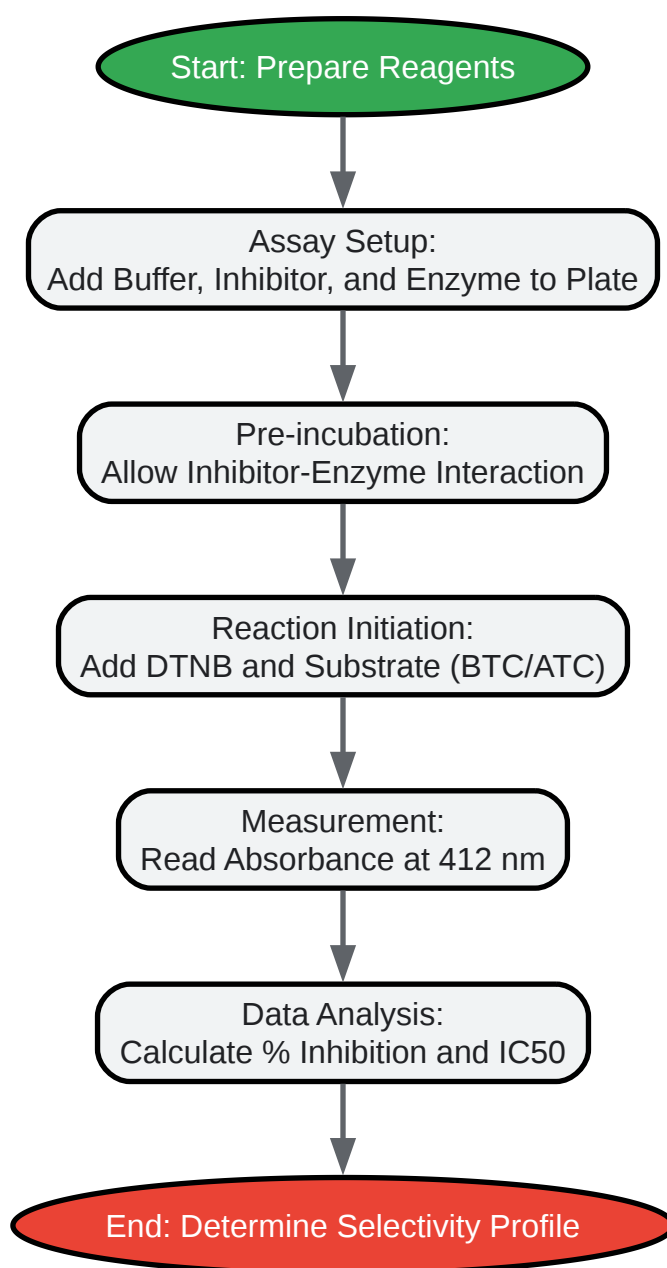 Start: Prepare Reagents
Assay Setup:
Add Buffer, Inhibitor, and Enzyme to Plate
Pre-incubation:
Allow Inhibitor-Enzyme Interaction
Reaction Initiation:
Add DTNB and Substrate (BTC/ATC)
Measurement:
Read Absorbance at 412 nm
Data Analysis:
Calculate % Inhibition and IC50
End: Determine Selectivity Profile